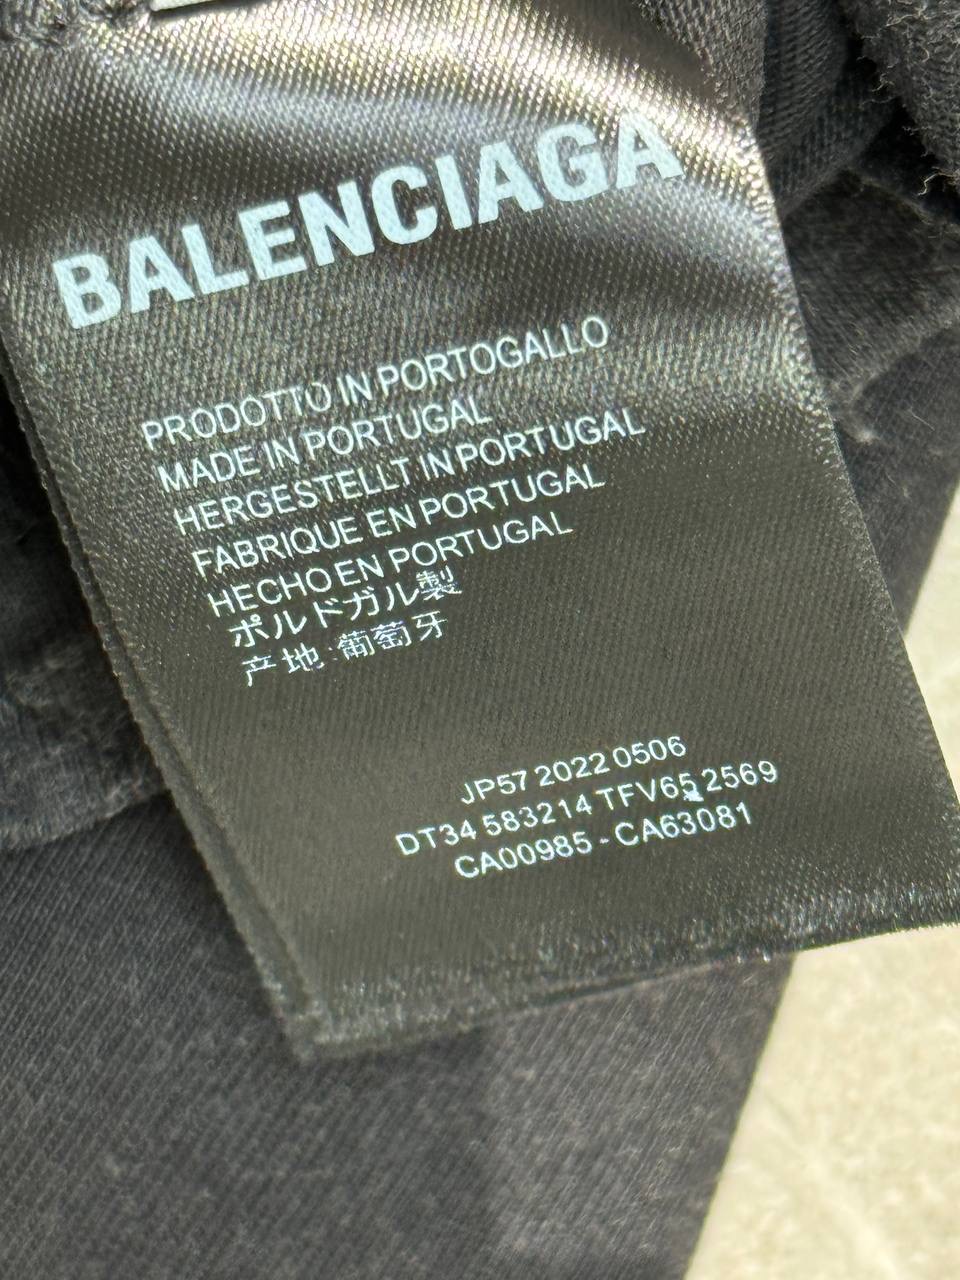 BALENCIAGA
PRODOTTO IN PORTOGALLO
MADE IN PORTUGAL
HERGESTELLT IN PORTUGAL
FABRIQUE EN PORTUGAL
HECHO EN PORTUGAL
ポルトガル製
产地:葡萄牙
JP57 2022 0506
DT34 583214 TFV65 2569
CA00985 - CA63081